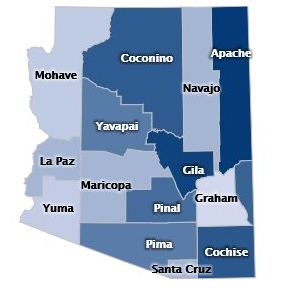 Coconino
Apache
Mohave
Navajo
Yavapai
La Paz
Gila
Maricopa
Graham
Yuma
Pinal
Pima
Cochise
Santa Cruz